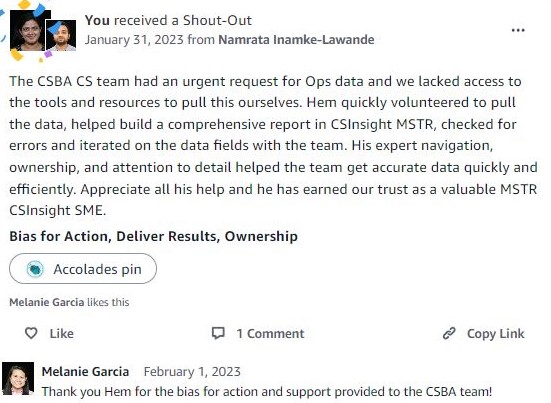 You received a Shout-Out
January 31, 2023 from Namrata Inamke-Lawande
The CSBA CS team had an urgent request for Ops data and we lacked access to
the tools and resources to pull this ourselves. Hem quickly volunteered to pull
the data, helped build a comprehensive report in CSInsight MSTR, checked for
errors and iterated on the data fields with the team. His expert navigation,
ownership, and attention to detail helped the team get accurate data quickly and
efficiently. Appreciate all his help and he has earned our trust as a valuable MSTR
CSInsight SME.
Bias for Action, Deliver Results, Ownership
Accolades pin
Melanie Garcia likes this
Like 1 Comment Copy Link
Melanie Garcia February 1, 2023
Thank you Hem for the bias for action and support provided to the CSBA team!